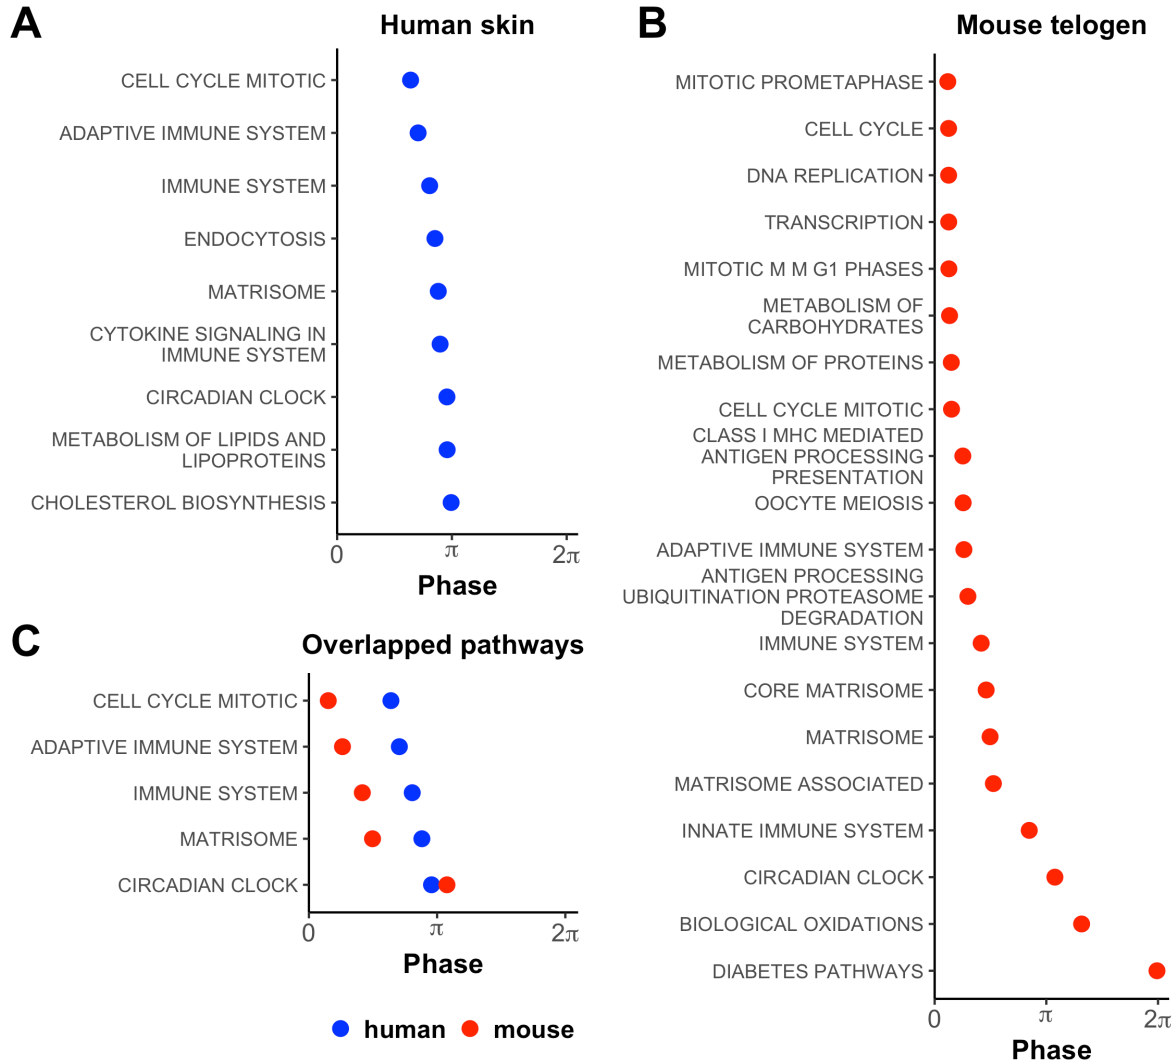 A
Human skin
CELL CYCLE MITOTIC
ADAPTIVE IMMUNE SYSTEM
IMMUNE SYSTEM
ENDOCYTOSIS
MATRISOME
CYTOKINE SIGNALING IN
IMMUNE SYSTEM
CIRCADIAN CLOCK
METABOLISM OF LIPIDS AND
LIPOPROTEINS
CHOLESTEROL BIOSYNTHESIS
0 π 2π
Phase
B
Mouse telogen
MITOTIC PROMETAPHASE
CELL CYCLE
DNA REPLICATION
TRANSCRIPTION
MITOTIC M M G1 PHASES
METABOLISM OF
CARBOHYDRATES
METABOLISM OF PROTEINS
CELL CYCLE MITOTIC
CLASS I MHC MEDIATED
ANTIGEN PROCESSING
PRESENTATION
OOCYTE MEIOSIS
ADAPTIVE IMMUNE SYSTEM
ANTIGEN PROCESSING
UBIQUITINATION PROTEASOME
DEGRADATION
IMMUNE SYSTEM
CORE MATRISOME
MATRISOME
MATRISOME ASSOCIATED
INNATE IMMUNE SYSTEM
CIRCADIAN CLOCK
BIOLOGICAL OXIDATIONS
DIABETES PATHWAYS
0 π 2π
Phase
C
Overlapped pathways
CELL CYCLE MITOTIC
ADAPTIVE IMMUNE SYSTEM
IMMUNE SYSTEM
MATRISOME
CIRCADIAN CLOCK
0 π 2π
Phase
human mouse